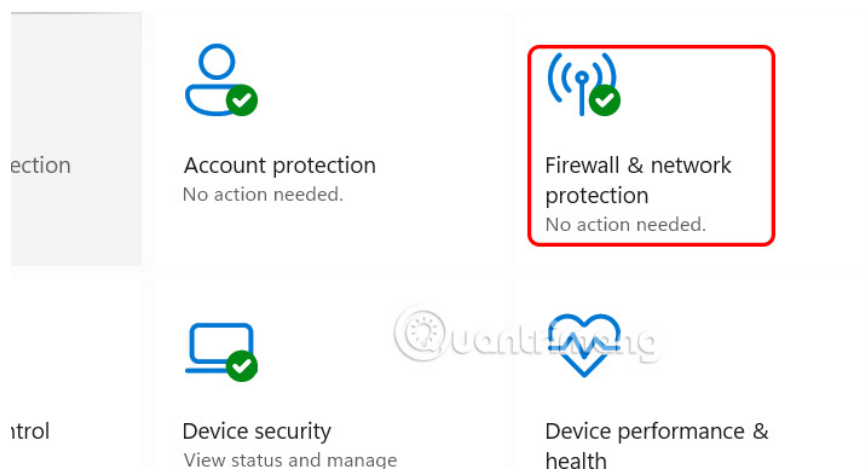 ection
Account protection
No action needed.
Firewall & network
protection
No action needed.
Quantrimang
ntrol
Device security
View status and manage
Device performance &
health